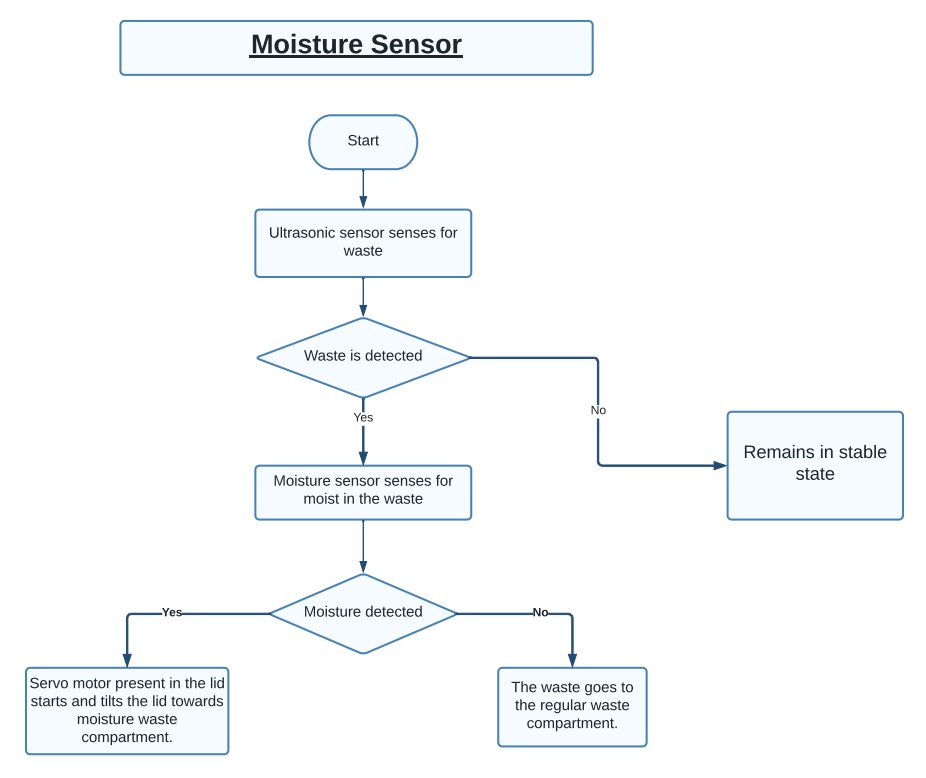 Moisture Sensor
Start
Ultrasonic sensor senses for
waste
Waste is detected
Yes
No
Remains in stable
state
Moisture sensor senses for
moist in the waste
Moisture detected
Yes
No
Servo motor present in the lid
starts and tilts the lid towards
moisture waste
compartment.
The waste goes to
the regular waste
compartment.